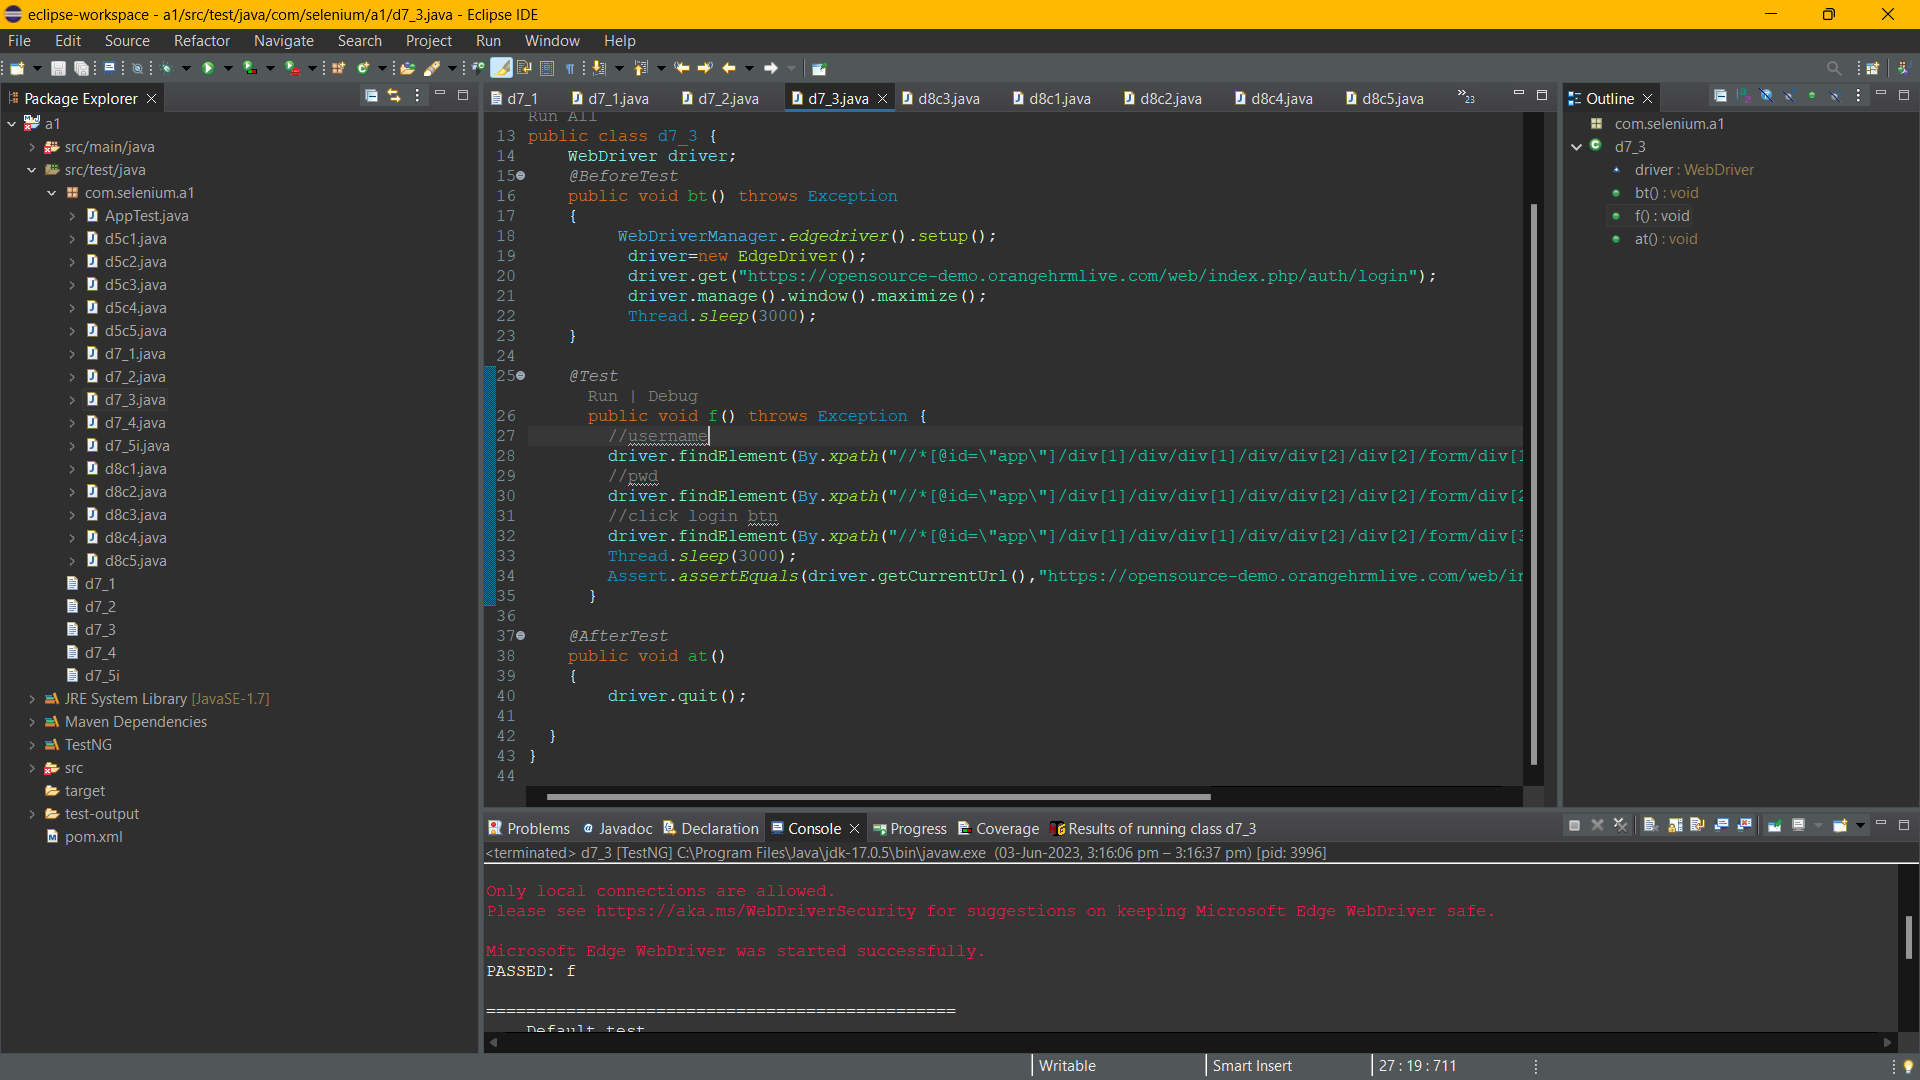 eclipse-workspace - a1/src/test/java/com/selenium/a1/d7_3.java - Eclipse IDE
File Edit Source Refactor Navigate Search Project Run Window Help
Package Explorer
a1
src/main/java
src/test/java
com.selenium.a1
AppTest.java
d5c1.java
d5c2.java
d5c3.java
d5c4.java
d5c5.java
d7_1.java
d7_2.java
d7_3.java
d7_4.java
d7_5i.java
d8c1.java
d8c2.java
d8c3.java
d8c4.java
d8c5.java
d7_1
d7_2
d7_3
d7_4
d7_5i
JRE System Library [JavaSE-1.7]
Maven Dependencies
TestNG
src
target
test-output
pom.xml
d7_1 d7_1.java d7_2.java d7_3.java d8c3.java d8c1.java d8c2.java d8c4.java d8c5.java »23
Run All
13 public class d7_3 {
14 WebDriver driver;
15 @BeforeTest
16 public void bt() throws Exception
17 {
18 WebDriverManager.edgedriver().setup();
19 driver=new EdgeDriver();
20 driver.get("https://opensource-demo.orangehrmlive.com/web/index.php/auth/login");
21 driver.manage().window().maximize();
22 Thread.sleep(3000);
23 }
24
25 @Test
Run | Debug
26 public void f() throws Exception {
27 //username
28 driver.findElement(By.xpath("//*[@id=\"app\"]/div[1]/div/div[1]/div/div[2]/div[2]/form/div[1
29 //pwd
30 driver.findElement(By.xpath("//*[@id=\"app\"]/div[1]/div/div[1]/div/div[2]/div[2]/form/div[2
31 //click login btn
32 driver.findElement(By.xpath("//*[@id=\"app\"]/div[1]/div/div[1]/div/div[2]/div[2]/form/div[3
33 Thread.sleep(3000);
34 Assert.assertEquals(driver.getCurrentUrl(),"https://opensource-demo.orangehrmlive.com/web/in
35 }
36
37 @AfterTest
38 public void at()
39 {
40 driver.quit();
41
42 }
43 }
44
Outline
com.selenium.a1
d7_3
driver : WebDriver
bt() : void
f() : void
at() : void
Problems Javadoc Declaration Console Progress Coverage Results of running class d7_3
<terminated> d7_3 [TestNG] C:\Program Files\Java\jdk-17.0.5\bin\javaw.exe (03-Jun-2023, 3:16:06 pm – 3:16:37 pm) [pid: 3996]
Only local connections are allowed.
Please see https://aka.ms/WebDriverSecurity for suggestions on keeping Microsoft Edge WebDriver safe.
Microsoft Edge WebDriver was started successfully.
PASSED: f
===============================================
Default test
Writable Smart Insert 27 : 19 : 711